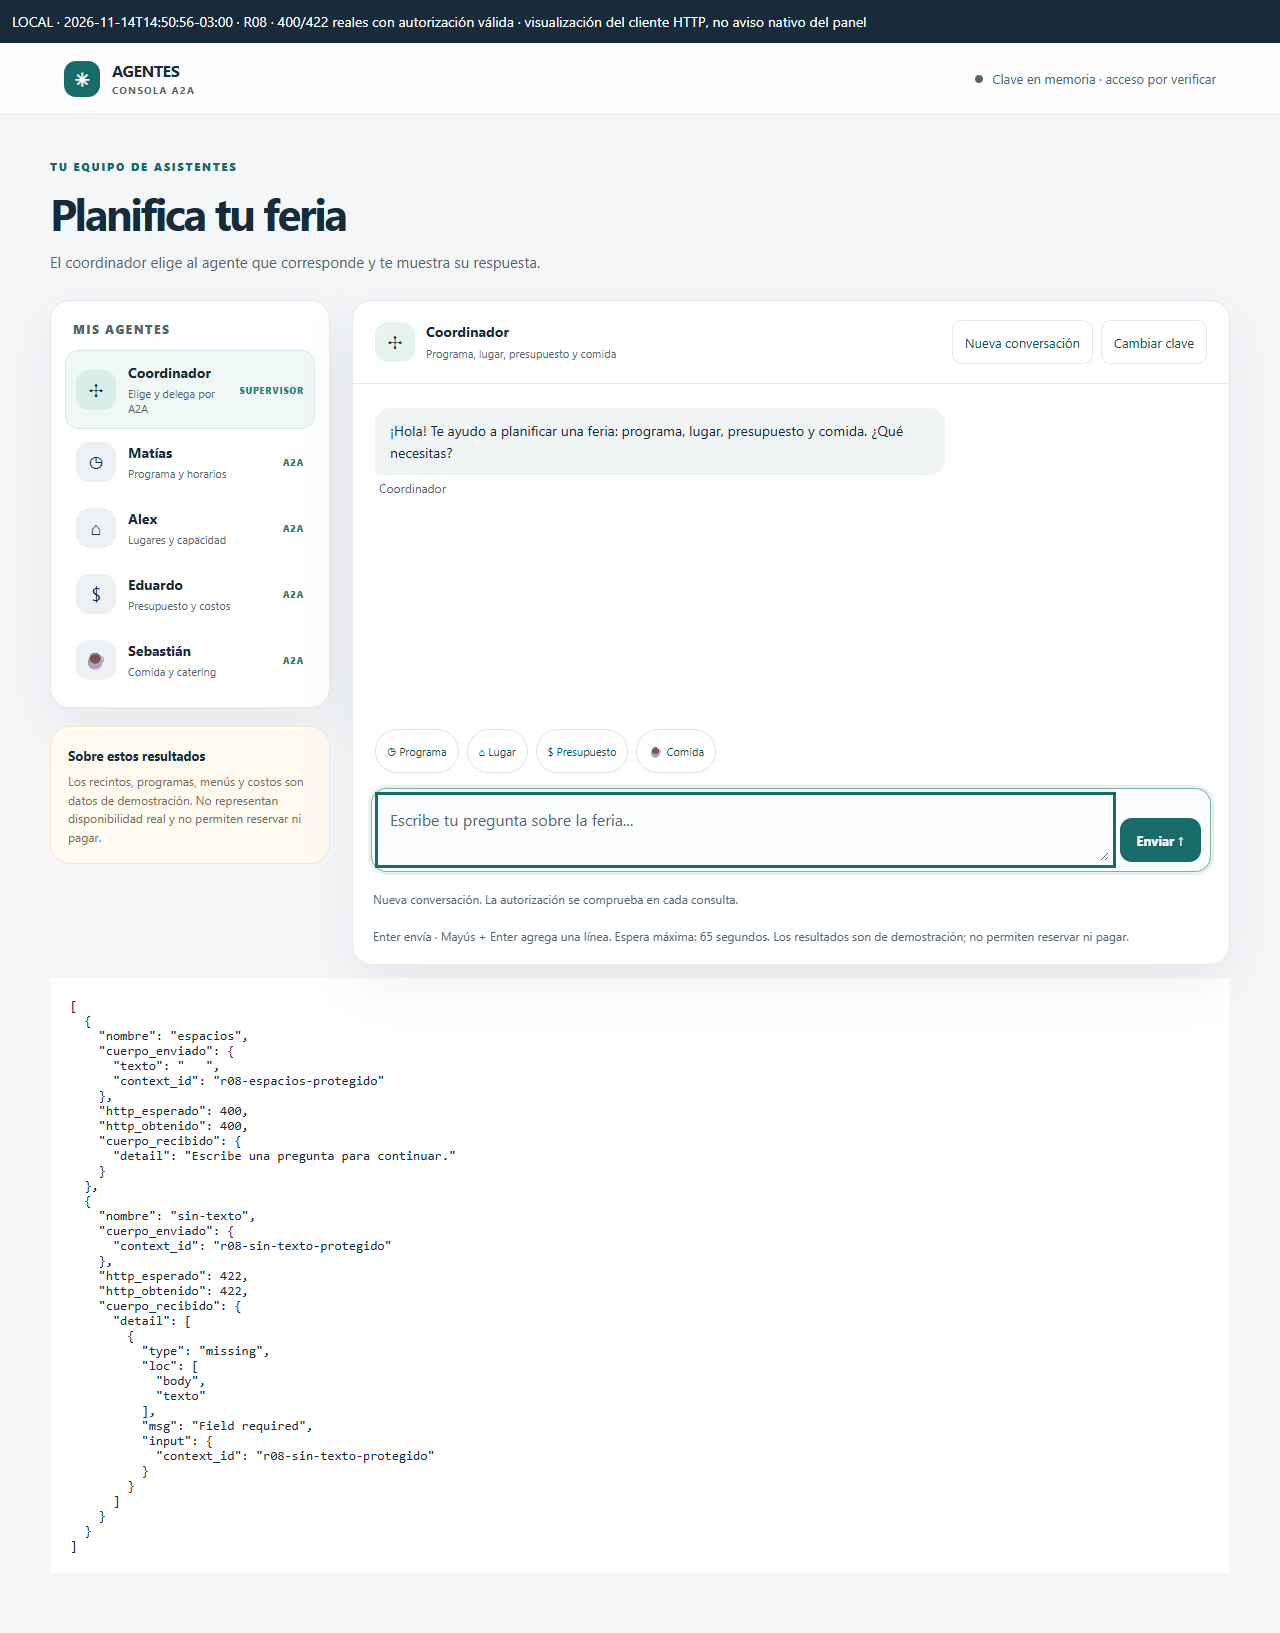 LOCAL · 2026-11-14T14:50:56-03:00 · R08 · 400/422 reales con autorización válida · visualización del cliente HTTP, no aviso nativo del panel
AGENTES
CONSOLA A2A
Clave en memoria · acceso por verificar
TU EQUIPO DE ASISTENTES
Planifica tu feria
El coordinador elige al agente que corresponde y te muestra su respuesta.
MIS AGENTES
Coordinador
Elige y delega por
A2A
SUPERVISOR
Matías
Programa y horarios
A2A
Alex
Lugares y capacidad
A2A
$
Eduardo
Presupuesto y costos
A2A
Sebastián
Comida y catering
A2A
Sobre estos resultados
Los recintos, programas, menús y costos son
datos de demostración. No representan
disponibilidad real y no permiten reservar ni
pagar.
Coordinador
Programa, lugar, presupuesto y comida
Nueva conversación
Cambiar clave
¡Hola! Te ayudo a planificar una feria: programa, lugar, presupuesto y comida. ¿Qué
necesitas?
Coordinador
◷ Programa
⌂ Lugar
$ Presupuesto
Comida
Escribe tu pregunta sobre la feria...
Enviar ↑
Nueva conversación. La autorización se comprueba en cada consulta.
Enter envía · Mayús + Enter agrega una línea. Espera máxima: 65 segundos. Los resultados son de demostración; no permiten reservar ni pagar.
[
  {
    "nombre": "espacios",
    "cuerpo_enviado": {
      "texto": "   ",
      "context_id": "r08-espacios-protegido"
    },
    "http_esperado": 400,
    "http_obtenido": 400,
    "cuerpo_recibido": {
      "detail": "Escribe una pregunta para continuar."
    }
  },
  {
    "nombre": "sin-texto",
    "cuerpo_enviado": {
      "context_id": "r08-sin-texto-protegido"
    },
    "http_esperado": 422,
    "http_obtenido": 422,
    "cuerpo_recibido": {
      "detail": [
        {
          "type": "missing",
          "loc": [
            "body",
            "texto"
          ],
          "msg": "Field required",
          "input": {
            "context_id": "r08-sin-texto-protegido"
          }
        }
      ]
    }
  }
]